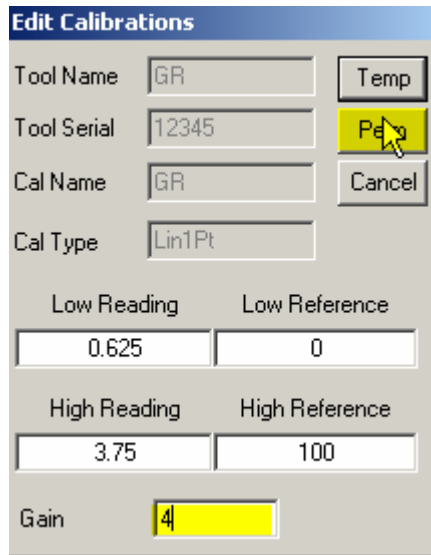 Edit Calibrations
Tool Name GR Temp
Tool Serial 12345
Cal Name GR Cancel
Cal Type Lin1Pt
Low Reading Low Reference
0.625 0
High Reading High Reference
3.75 100
Gain 4